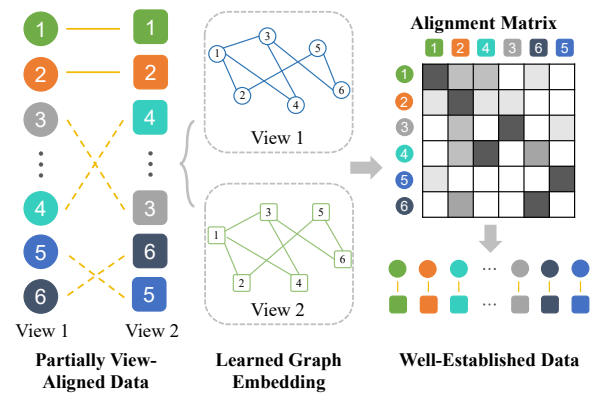 Alignment Matrix
1 1
2 2
3 4
4 3
5 6
6 5
View 1 View 2
Partially View-
Aligned Data
1 3 5 2 4 6
View 1
1 3 5 2 4 6
View 2
Learned Graph
Embedding
1 2 4 3 6 5
1
2
3
4
5
6
Well-Established Data